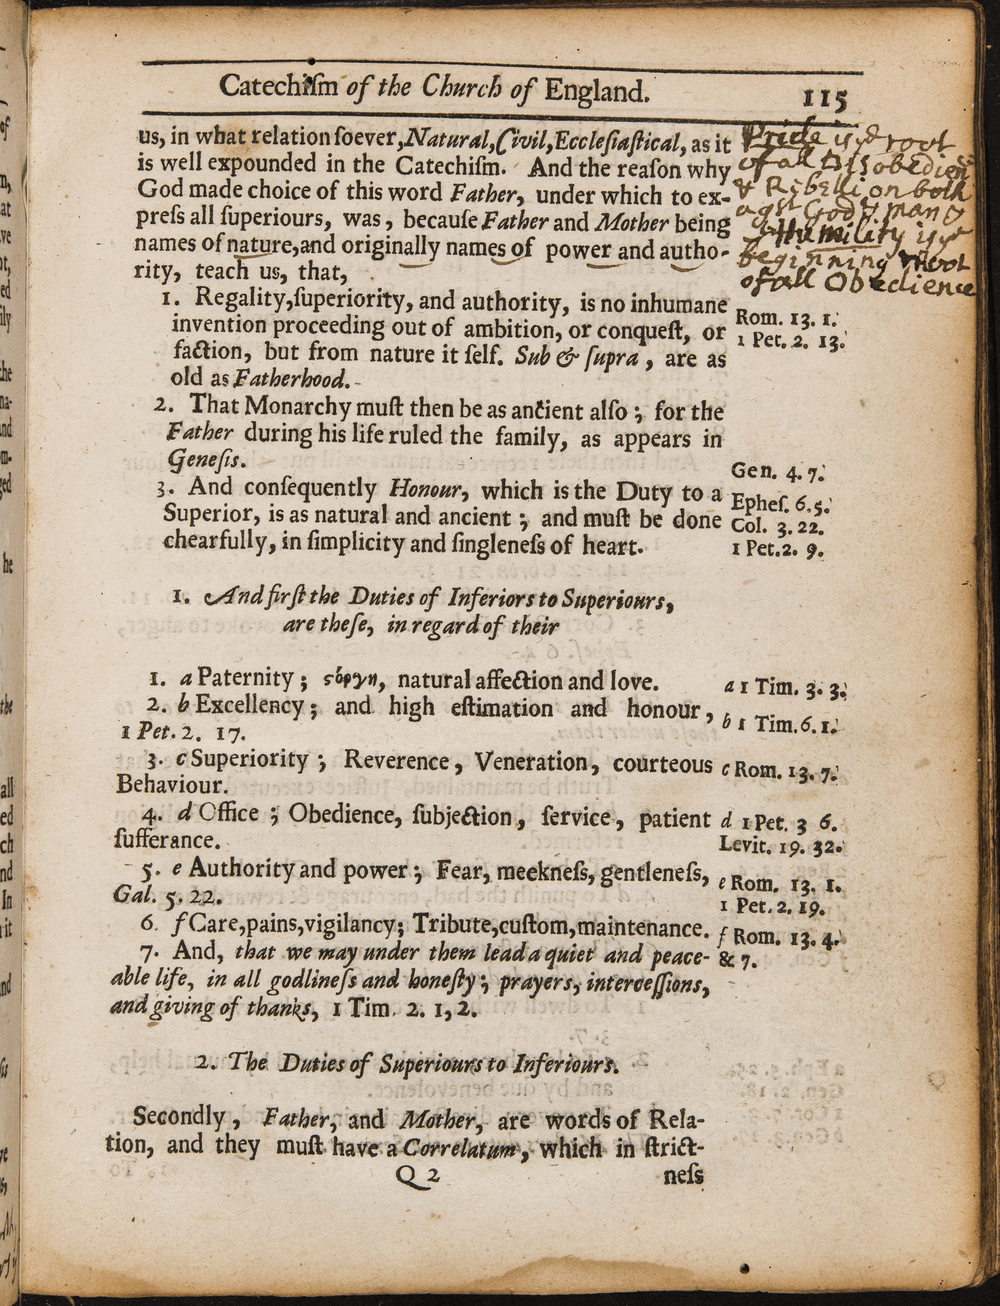 Catechiſm of the Church of England.
115
us, in what relation ſoever, Natural, Civil, Eccleſiaſtical, as it
is well expounded in the Catechiſm. And the reaſon why
God made choice of this word Father, under which to ex-
preſs all ſuperiours, was, becauſe Father and Mother being
names of nature, and originally names of power and autho-
rity, teach us, that,
Pride is ye root
of all Dissobedien
& Rebellion both
agst God & man
Humility is ye
beginning & root
of all Obedience
1. Regality, ſuperiority, and authority, is no inhumane
invention proceeding out of ambition, or conqueſt, or
faction, but from nature it ſelf. Sub & ſupra, are as
old as Fatherhood.
Rom. 13. 1.
1 Pet. 2. 13.
2. That Monarchy muſt then be as ancient alſo; for the
Father during his life ruled the family, as appears in
Geneſis.
Gen. 4. 7.
3. And conſequently Honour, which is the Duty to a
Superior, is as natural and ancient; and muſt be done
chearfully, in ſimplicity and ſingleneſs of heart.
Epheſ. 6. 5.
Col. 3. 22.
1 Pet. 2. 9.
1. And firſt the Duties of Inferiors to Superiours,
are theſe, in regard of their
1. a Paternity; ςόργη, natural affection and love.
a 1 Tim. 3. 3.
2. b Excellency; and high eſtimation and honour,
1 Pet. 2. 17.
b 1 Tim. 6. 1.
3. c Superiority; Reverence, Veneration, courteous
Behaviour.
c Rom. 13. 7.
4. d Office; Obedience, ſubjection, ſervice, patient
ſufferance.
d 1 Pet. 3 6.
Levit. 19. 32.
5. e Authority and power; Fear, meekneſs, gentleneſs,
Gal. 5. 22.
e Rom. 13. 1.
1 Pet. 2. 19.
6. f Care, pains, vigilancy; Tribute, cuſtom, maintenance.
f Rom. 13. 4.
& 7.
7. And, that we may under them lead a quiet and peace-
able life, in all godlineſs and honeſty; prayers, interceſſions,
and giving of thanks, 1 Tim. 2. 1, 2.
2. The Duties of Superiours to Inferiours.
Secondly, Father, and Mother, are words of Rela-
tion, and they muſt have a Correlatum, which in ſtrict-
Q 2
neſs